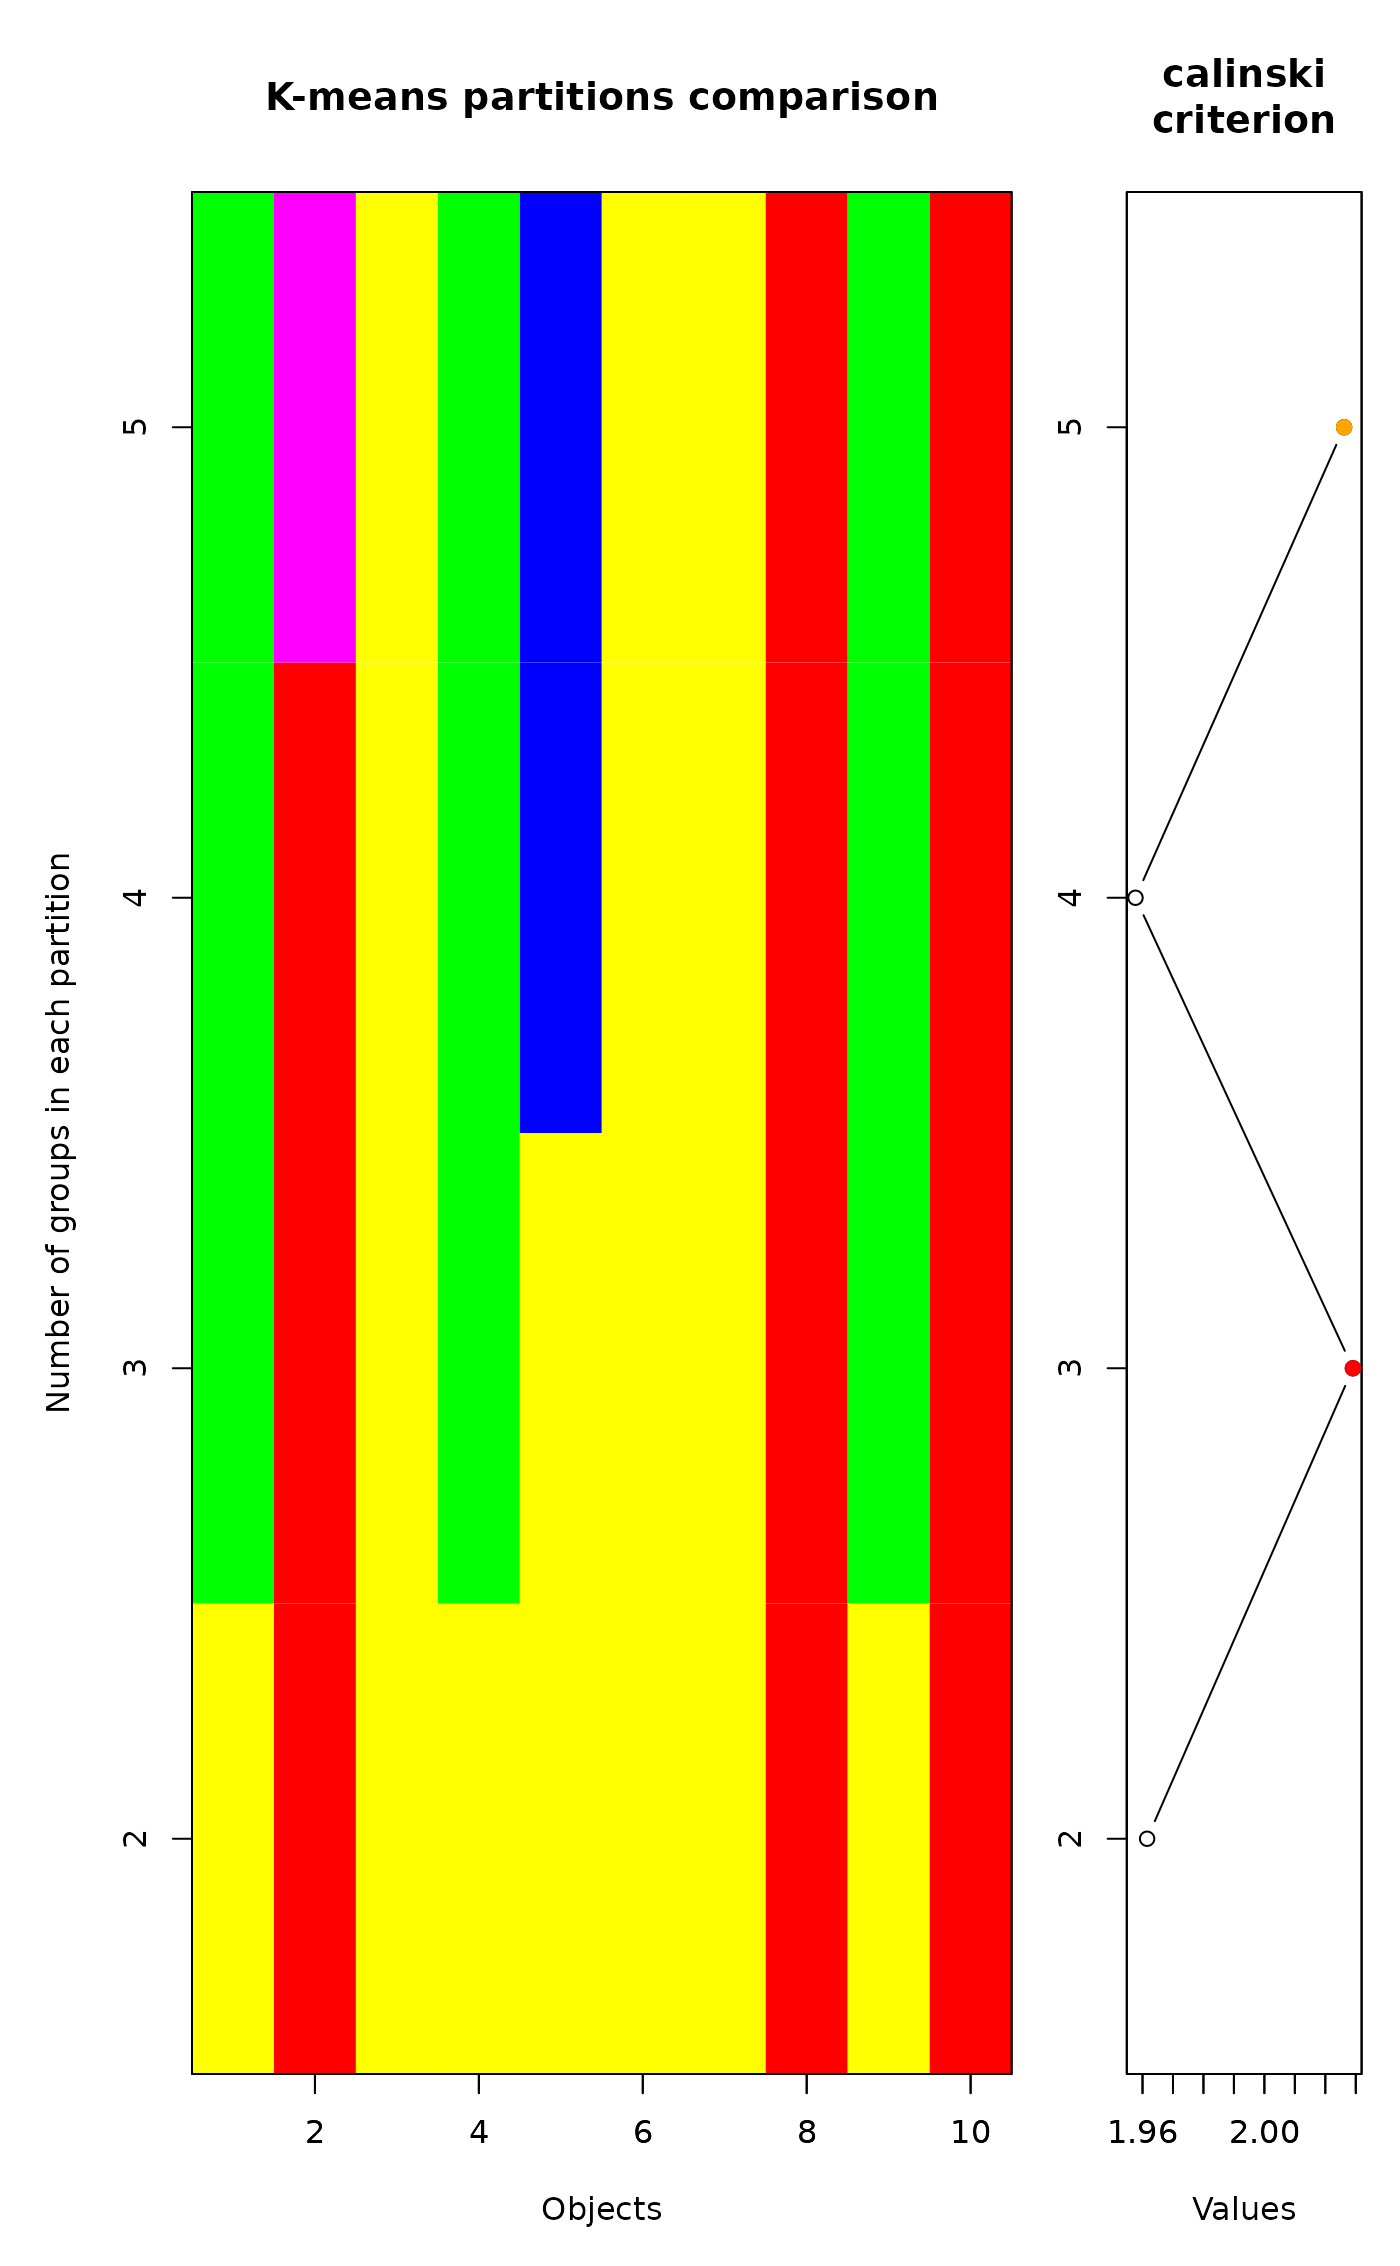 K-means partitions comparison
calinski
criterion
Number of groups in each partition
5
4
3
2
2 4 6 8 10
Objects
5
4
3
2
1.96 2.00
Values